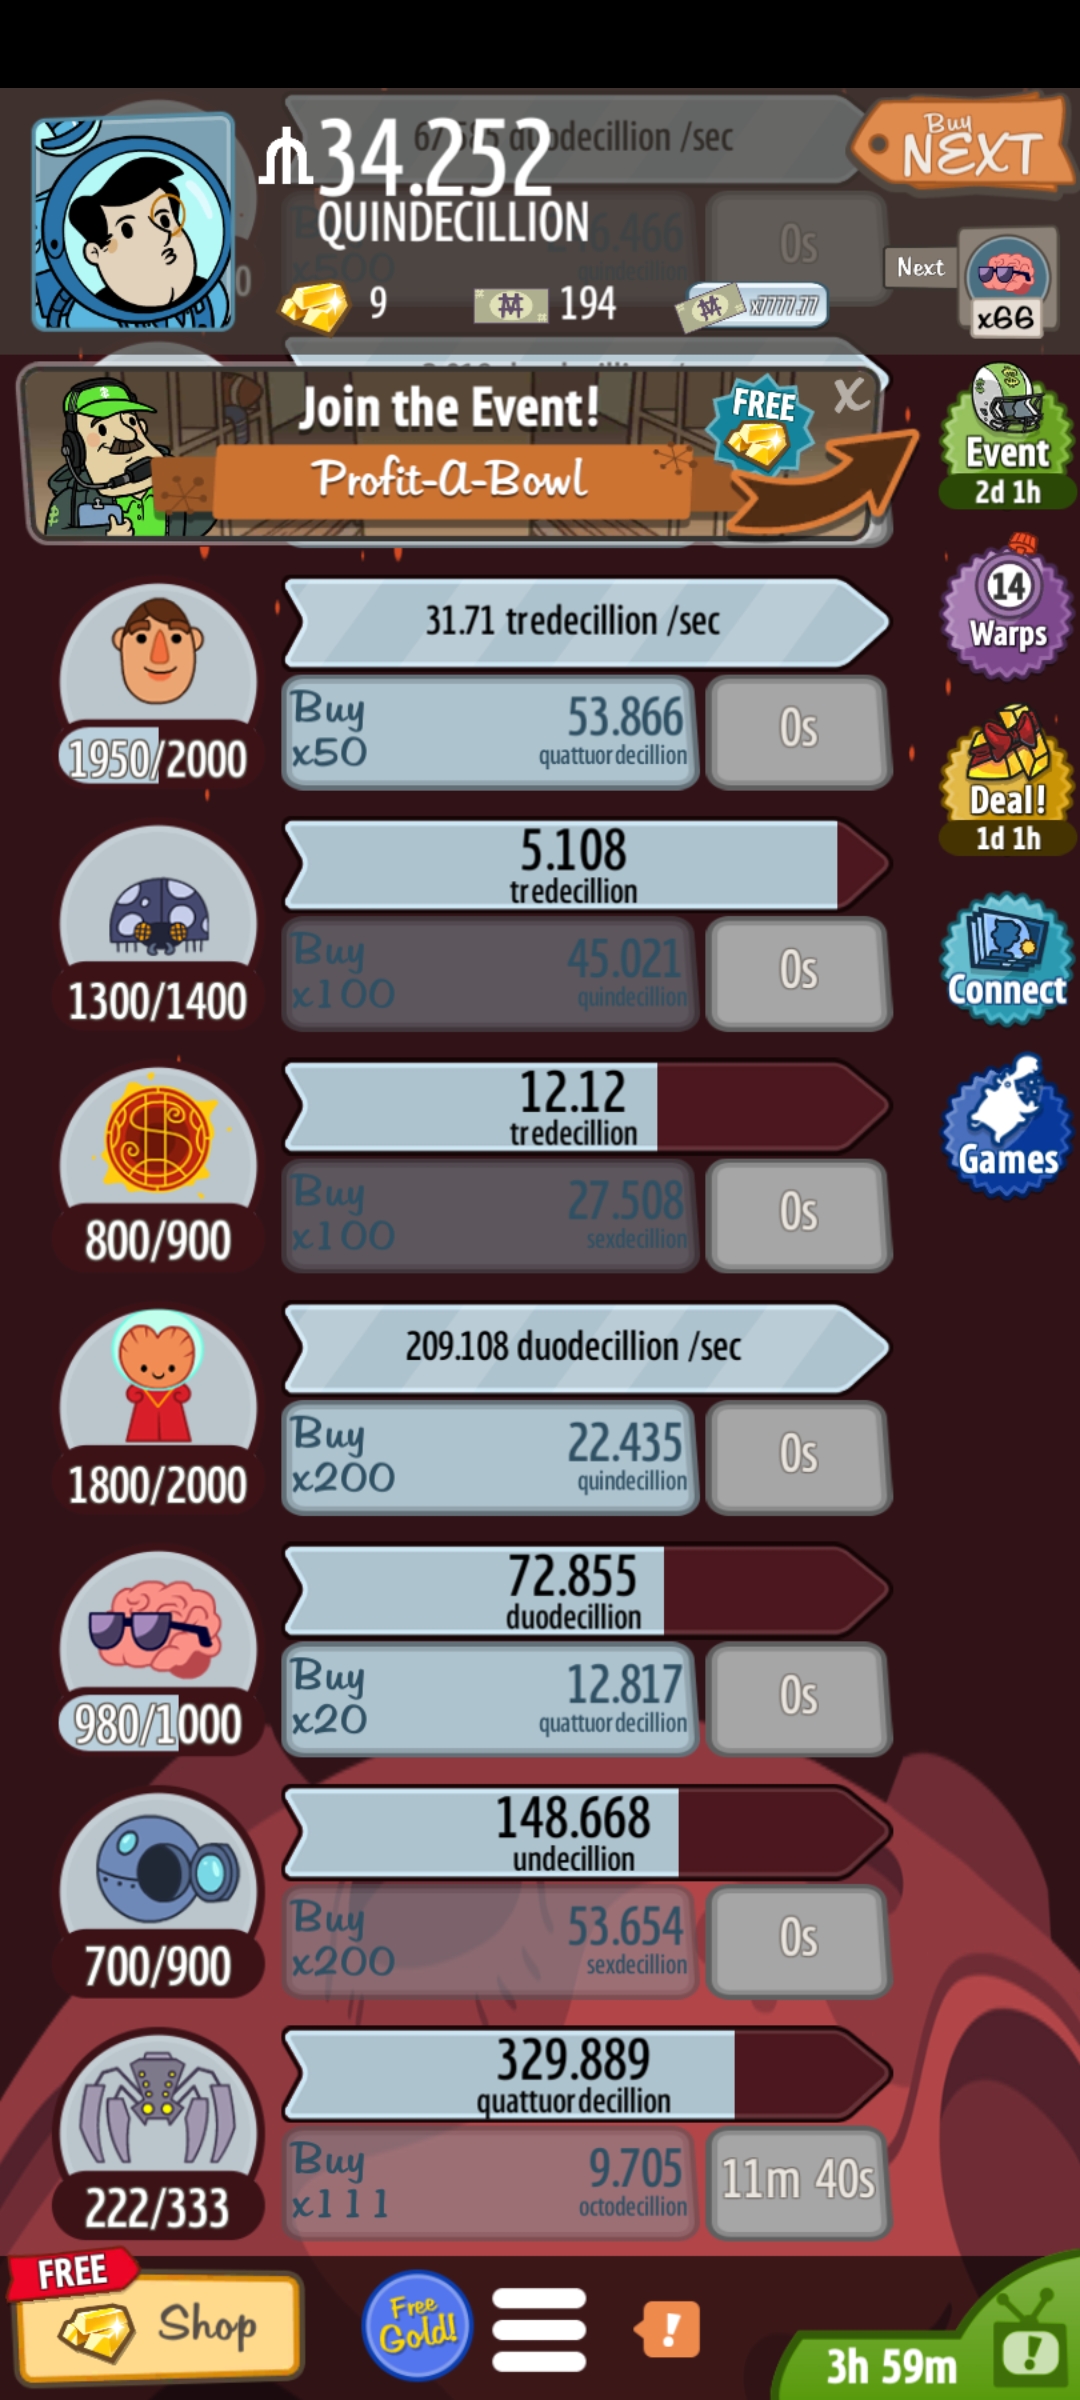 67.585 duodecillion /sec
34.252
QUINDECILLION
Buy
NEXT
x500
6.466
quindecillion
0s
Next
x66
9
194
x7777.77
Join the Event!
FREE
X
Profit-A-Bowl
Event
2d 1h
31.71 tredecillion /sec
14
Warps
Buy
x50
53.866
quattuordecillion
0s
1950/2000
Deal!
1d 1h
5.108
tredecillion
Buy
x100
45.021
quindecillion
0s
1300/1400
Connect
12.12
tredecillion
Games
Buy
x100
27.508
sexdecillion
0s
800/900
209.108 duodecillion /sec
Buy
x200
22.435
quindecillion
0s
1800/2000
72.855
duodecillion
Buy
x20
12.817
quattuordecillion
0s
980/1000
148.668
undecillion
Buy
x200
53.654
sexdecillion
0s
700/900
329.889
quattuordecillion
Buy
x111
9.705
octodecillion
11m 40s
222/333
FREE
Shop
Free
Gold!
!
3h 59m
!